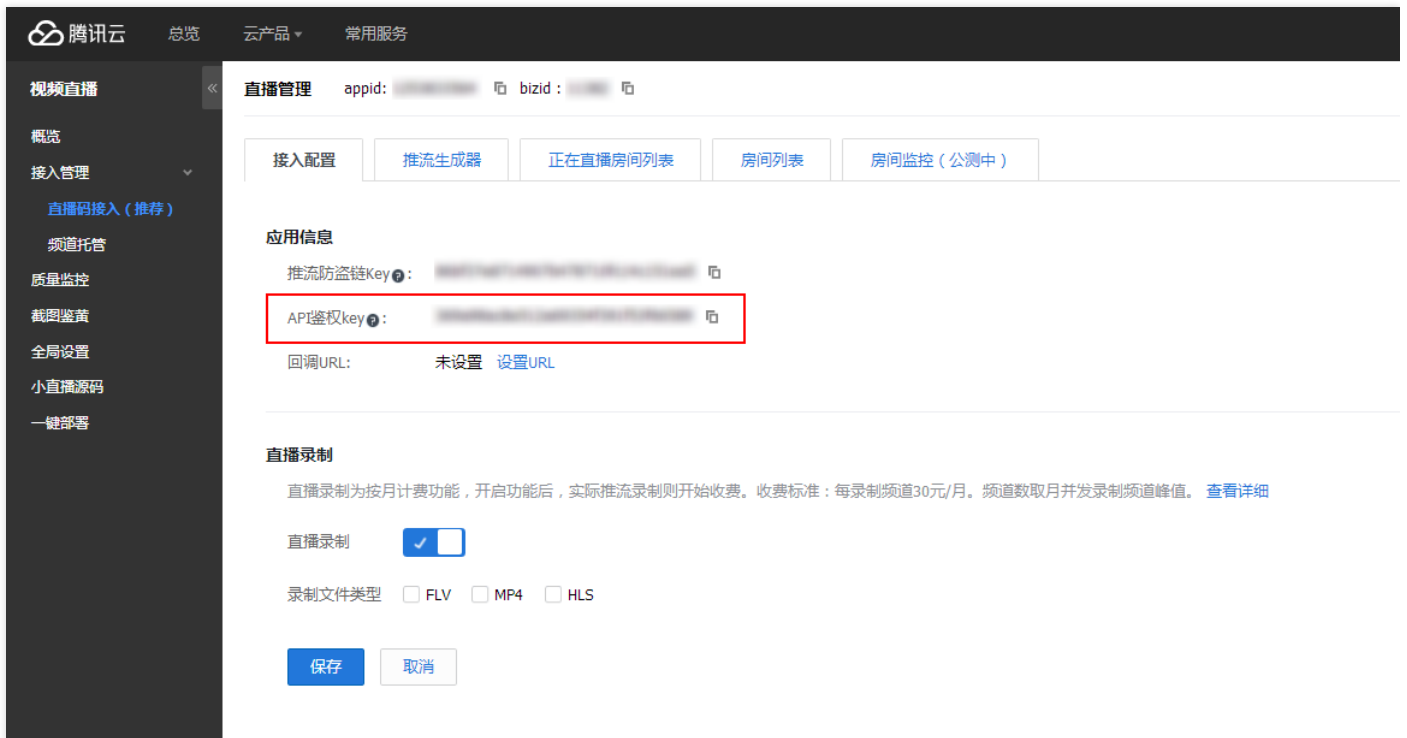 腾讯云 总览 云产品 常用服务
视频直播
概览
接入管理
直播码接入（推荐）
频道托管
质量监控
截图鉴黄
全局设置
小直播源码
一键部署
直播管理 appid: bizid :
接入配置 推流生成器 正在直播房间列表 房间列表 房间监控（公测中）
应用信息
推流防盗链Key :
API鉴权key :
回调URL: 未设置 设置URL
直播录制
直播录制为按月计费功能，开启功能后，实际推流录制则开始收费。收费标准：每录制频道30元/月。频道数取月并发录制频道峰值。 查看详细
直播录制
录制文件类型 FLV MP4 HLS
保存 取消